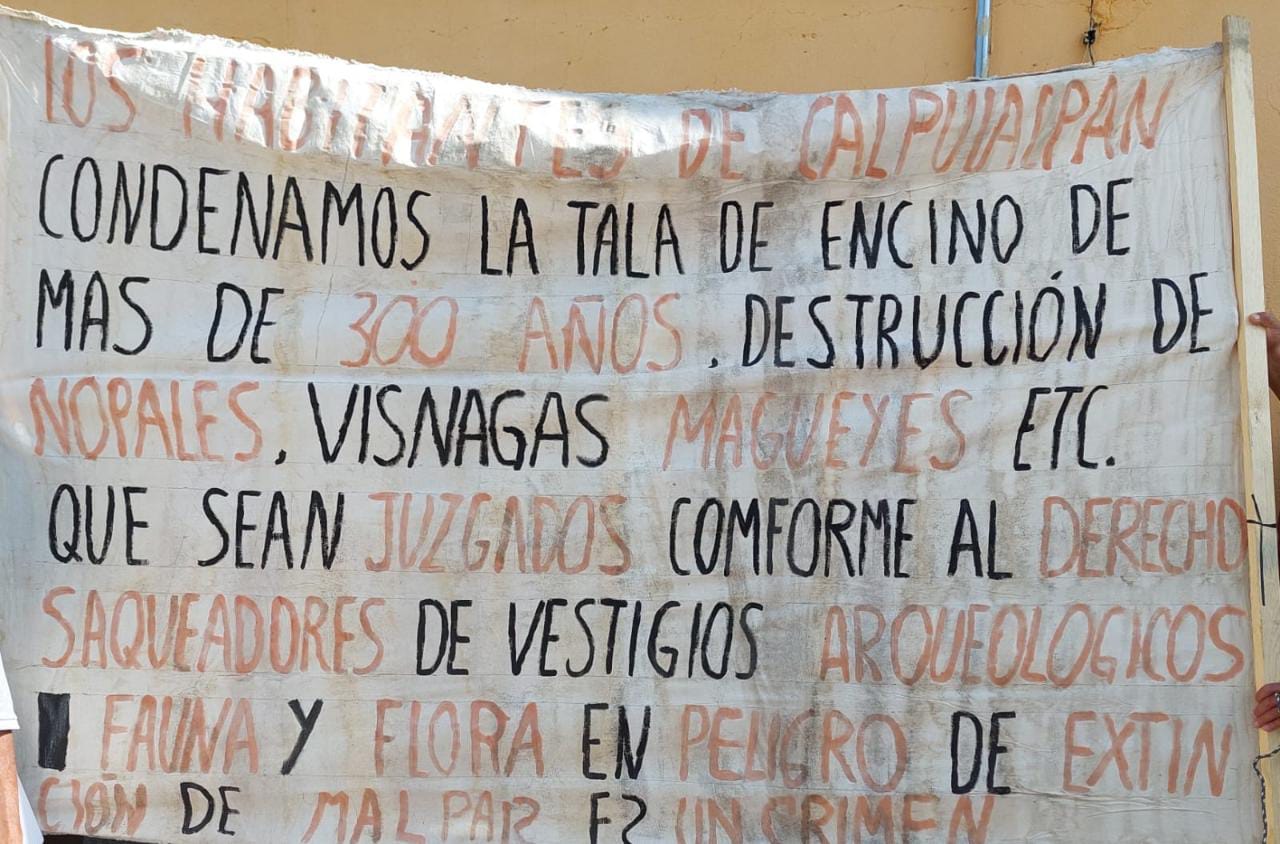 LOS HABITANTES DE CALPULALPAN
CONDENAMOS LA TALA DE ENCINO DE
MAS DE 300 AÑOS, DESTRUCCIÓN DE
NOPALES, VISNAGAS MAGUEYES ETC.
QUE SEAN JUZGADOS COMFORME AL DERECHO
SAQUEADORES DE VESTIGIOS ARQUEOLOGICOS
FAUNA Y FLORA EN PELIGRO DE EXTIN
CIÓN DE MALPAIS ES UN CRIMEN